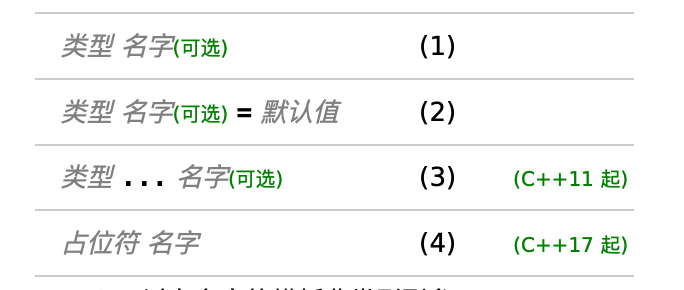 类型 名字(可选) (1)
类型 名字(可选) = 默认值 (2)
类型 ... 名字(可选) (3) (C++11 起)
占位符 名字 (4) (C++17 起)